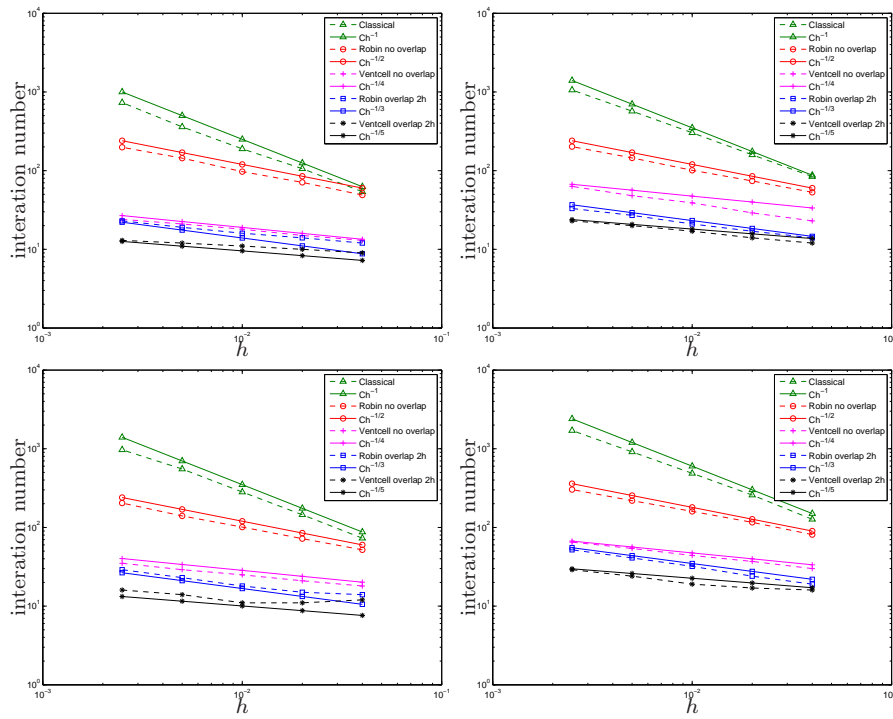 10^4
10^3
10^2
10^1
10^0
interation number
10^-3
10^-2
10^-1
h
Classical
Ch^-1
Robin no overlap
Ch^-1/2
Ventcell no overlap
Ch^-1/4
Robin overlap 2h
Ch^-1/3
Ventcell overlap 2h
Ch^-1/5
10^4
10^3
10^2
10^1
10^0
interation number
10^-3
10^-2
10
h
Classical
Ch^-1
Robin no overlap
Ch^-1/2
Ventcell no overlap
Ch^-1/4
Robin overlap 2h
Ch^-1/3
Ventcell overlap 2h
Ch^-1/5
10^4
10^3
10^2
10^1
10^0
interation number
10^-3
10^-2
10^-1
h
Classical
Ch^-1
Robin no overlap
Ch^-1/2
Ventcell no overlap
Ch^-1/4
Robin overlap 2h
Ch^-1/3
Ventcell overlap 2h
Ch^-1/5
10^4
10^3
10^2
10^1
10^0
interation number
10^-3
10^-2
10
h
Classical
Ch^-1
Robin no overlap
Ch^-1/2
Ventcell no overlap
Ch^-1/4
Robin overlap 2h
Ch^-1/3
Ventcell overlap 2h
Ch^-1/5